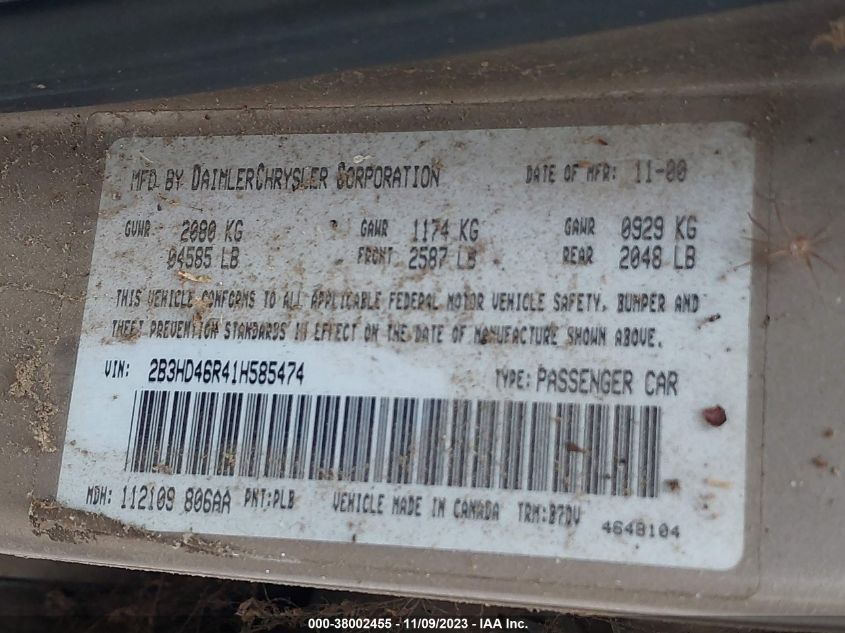 MFD BY DAIMLERCHRYSLER CORPORATION DATE OF MFR: 11-00
GVWR 2080 KG GAWR 1174 KG GAWR 0929 KG
04585 LB FRONT 2587 LB REAR 2048 LB
THIS VEHICLE CONFORMS TO ALL APPLICABLE FEDERAL MOTOR VEHICLE SAFETY, BUMPER AND
THEFT PREVENTION STANDARDS IN EFFECT ON THE DATE OF MANUFACTURE SHOWN ABOVE.
VIN: 2B3HD46R41H585474 TYPE: PASSENGER CAR
MDH: 112109 806AA PNT:PLB VEHICLE MADE IN CANADA TRM:B7DV
4648104
000-38002455 - 11/09/2023 - IAA Inc.